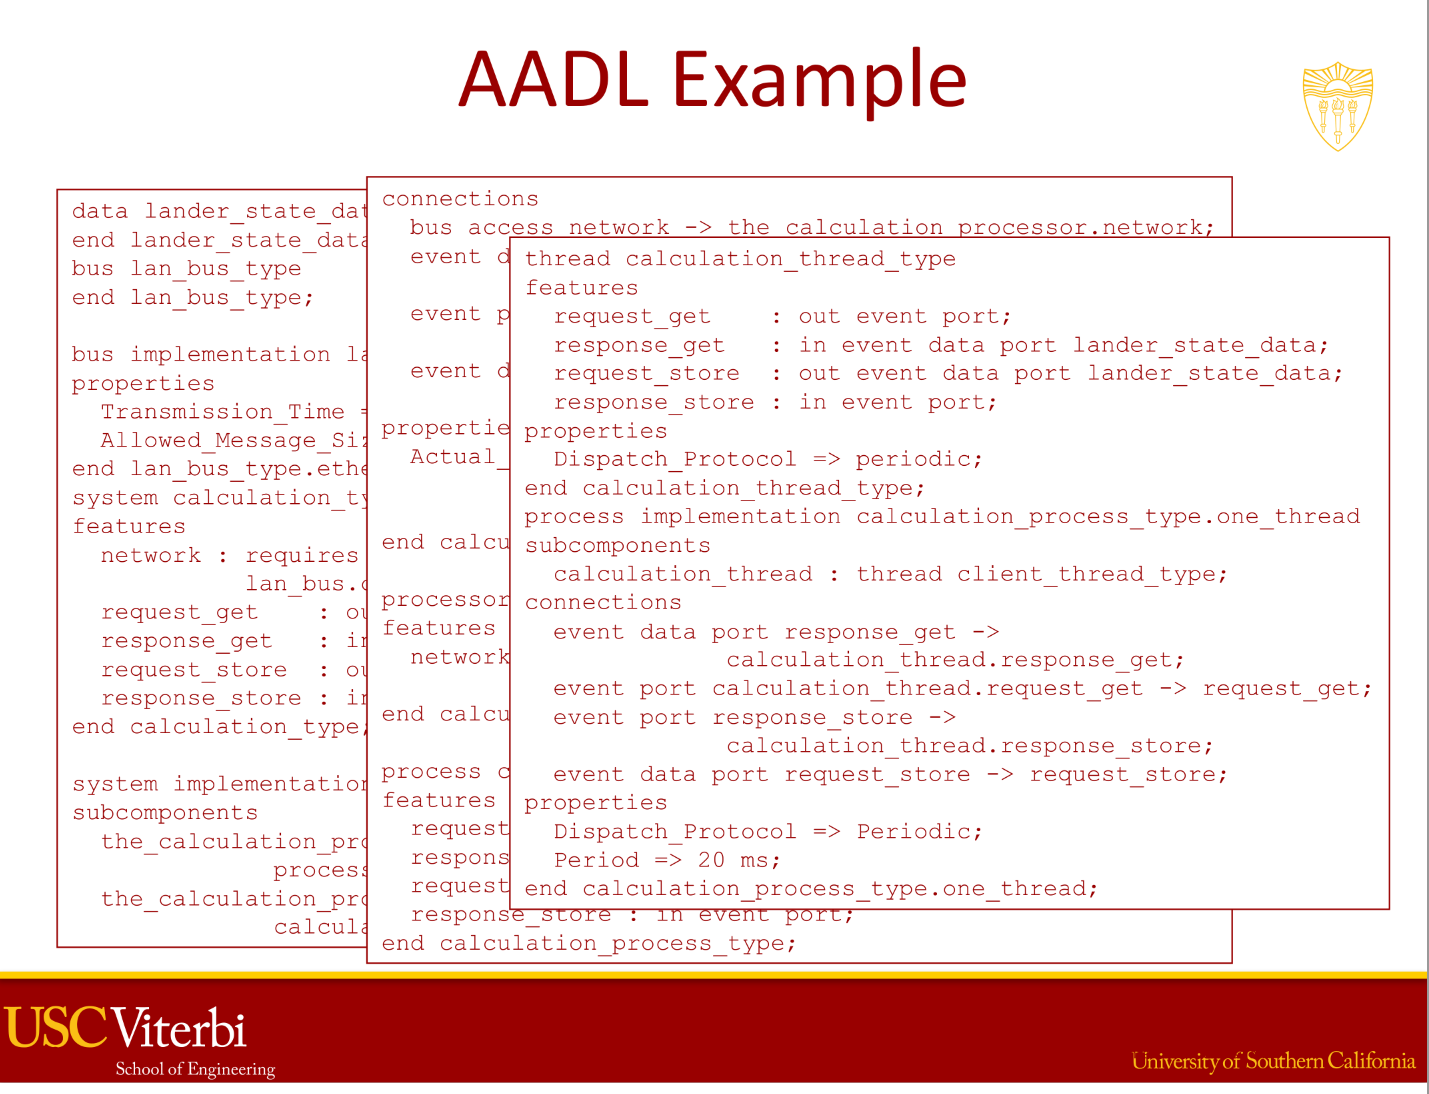 AADL Example
data lander_state_dat
end lander_state_data
bus lan_bus_type
end lan_bus_type;
bus implementation la
properties
Transmission_Time =
Allowed_Message_Siz
end lan_bus_type.ethe
system calculation_ty
features
network : requires
lan_bus.
request_get : ou
response_get : in
request_store : ou
response_store : in
end calculation_type;
system implementation
subcomponents
the_calculation_pro
process
the_calculation_pro
calcula
connections
bus access network -> the_calculation_processor.network;
event d
event p
event d
propertie
Actual_
end calcu
processor
features
network
end calcu
process c
features
request
respons
request
response_store : in event port;
end calculation_process_type;
thread calculation_thread_type
features
request_get : out event port;
response_get : in event data port lander_state_data;
request_store : out event data port lander_state_data;
response_store : in event port;
properties
Dispatch_Protocol => periodic;
end calculation_thread_type;
process implementation calculation_process_type.one_thread
subcomponents
calculation_thread : thread client_thread_type;
connections
event data port response_get ->
calculation_thread.response_get;
event port calculation_thread.request_get -> request_get;
event port response_store ->
calculation_thread.response_store;
event data port request_store -> request_store;
properties
Dispatch_Protocol => Periodic;
Period => 20 ms;
end calculation_process_type.one_thread;
USC Viterbi
School of Engineering
University of Southern California